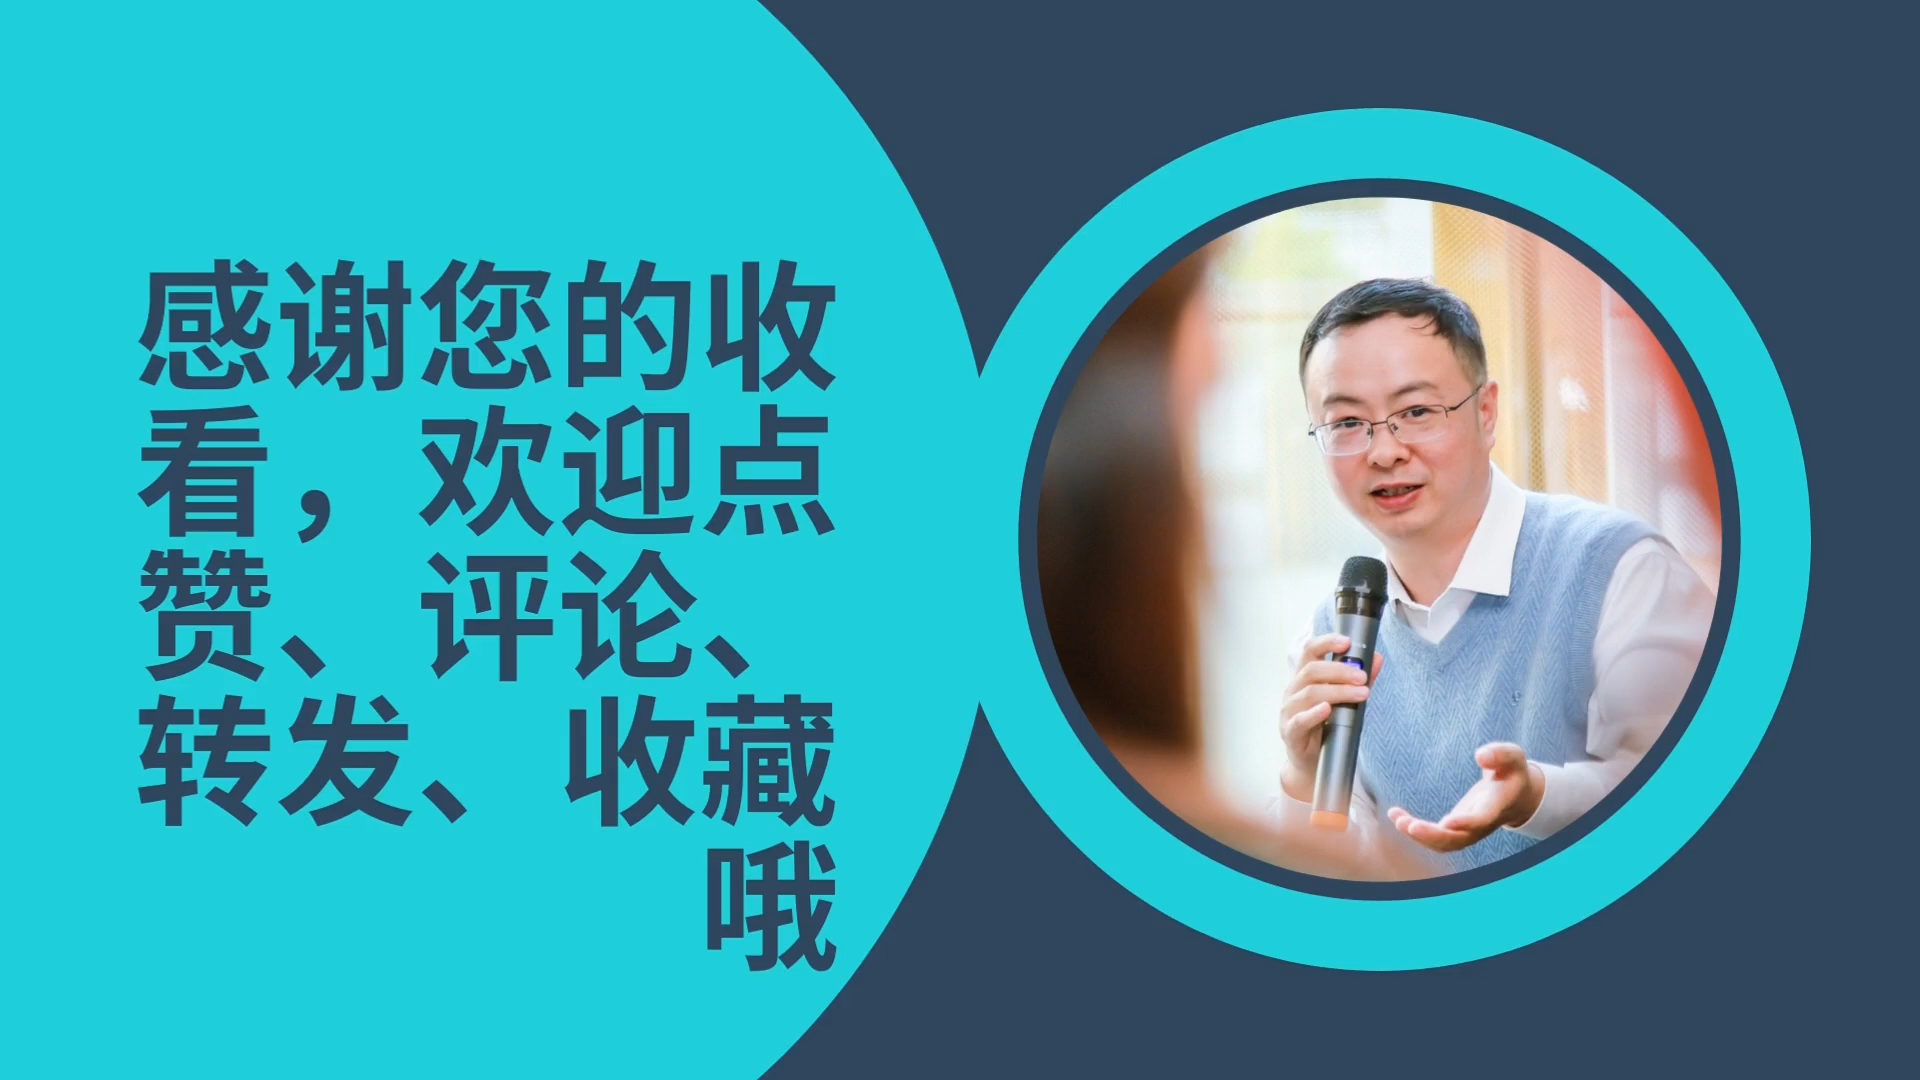 感谢您的收
看，欢迎点
赞、评论、
转发、收藏
哦